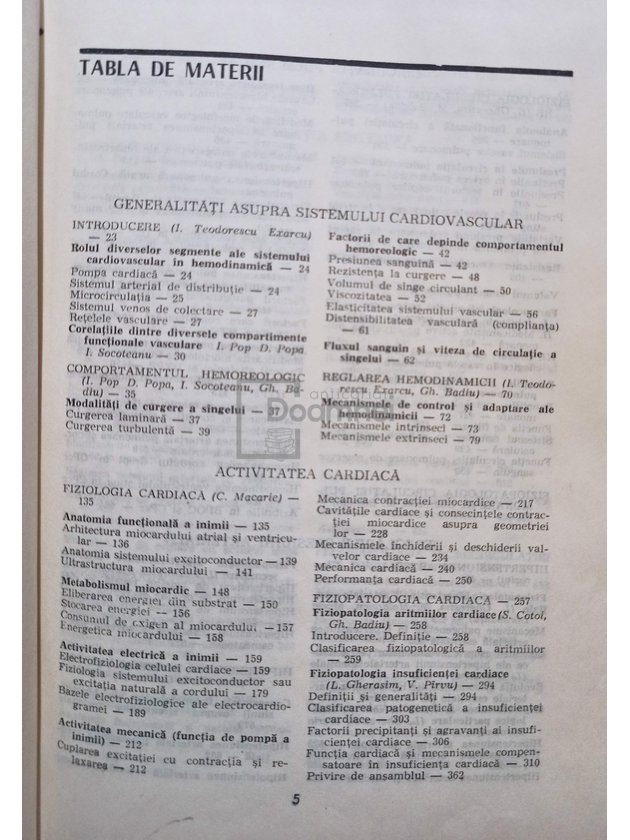 TABLA DE MATERII
GENERALITĂȚI ASUPRA SISTEMULUI CARDIOVASCULAR
INTRODUCERE (I. Teodorescu Exarcu)
— 23
Rolul diverselor segmente ale sistemului
cardiovascular în hemodinamică — 24
Pompa cardiacă — 24
Sistemul arterial de distribuție — 24
Microcirculația — 25
Sistemul venos de colectare — 27
Rețelele vasculare — 27
Corelațiile dintre diversele compartimente
funcționale vasculare I. Pop D. Popa
I. Socoteanu — 30
COMPORTAMENTUL HEMOREOLOGIC
(I. Pop D. Popa, I. Socoteanu, Gh. Ba-
diu) — 35
Modalități de curgere a singelui — 37
Curgerea laminară — 37
Curgerea turbulentă — 39
Factorii de care depinde comportamentul
hemoreologic — 42
Presiunea sanguină — 42
Rezistența la curgere — 48
Volumul de singe circulant — 50
Viscozitatea — 52
Elasticitatea sistemului vascular — 56
Distensibilitatea vasculară (complianța)
— 61
Fluxul sanguin și viteza de circulație a
singelui — 62
REGLAREA HEMODINAMICII (I. Teodo-
rescu Exarcu, Gh. Badiu) — 70
Mecanismele de control și adaptare ale
hemodinamicii — 72
Mecanismele intrinseci — 73
Mecanismele extrinseci — 79
ACTIVITATEA CARDIACĂ
FIZIOLOGIA CARDIACĂ (C. Macarie) —
135
Anatomia funcțională a inimii — 135
Arhitectura miocardului atrial și ventricu-
lar — 136
Anatomia sistemului excitoconductor — 139
Ultrastructura miocardului — 141
Metabolismul miocardic — 148
Eliberarea energiei din substrat — 150
Stocarea energiei — 156
Consumul de oxigen al miocardului — 157
Energetica miocardului — 158
Activitatea electrică a inimii — 159
Electrofiziologia celulei cardiace — 159
Fiziologia sistemului excitoconductor sau
excitația naturală a cordului — 179
Bazele electrofiziologice ale electrocardio-
gramei — 189
Activitatea mecanică (funcția de pompă a
inimii) — 212
Cuplarea excitației cu contracția și re-
laxarea — 212
Mecanica contracției miocardice — 217
Cavitățile cardiace și consecințele contrac-
ției miocardice asupra geometriei
lor — 228
Mecanismele închiderii și deschiderii val-
velor cardiace — 234
Mecanica cardiacă — 240
Performanța cardiacă — 250
FIZIOPATOLOGIA CARDIACĂ — 257
Fiziopatologia aritmiilor cardiace (S. Cotoi,
Gh. Badiu) — 258
Introducere. Definiție — 258
Clasificarea fiziopatologică a aritmiilor
— 259
Fiziopatologia insuficienței cardiace
(L. Gherasim, V. Pirvu) — 294
Definiții și generalități — 294
Clasificarea patogenetică a insuficienței
cardiace — 303
Factorii precipitanți și agravanți ai insufi-
cienței cardiace — 306
Funcția cardiacă și mecanismele compen-
satoare în insuficiența cardiacă — 310
Privire de ansamblul — 362
5